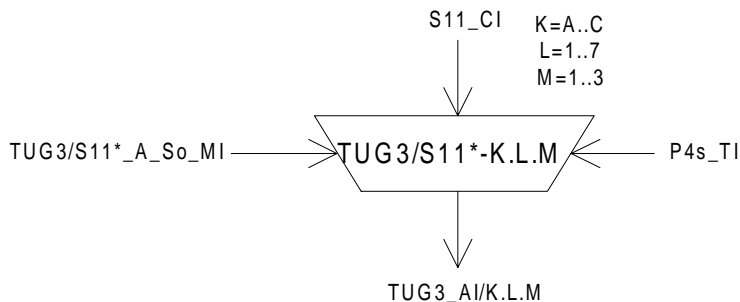 S11_CI
K=A..C
L=1..7
M=1..3
TUG3/S11*_A_So_MI
TUG3/S11*-K.L.M
P4s_TI
TUG3_AI/K.L.M